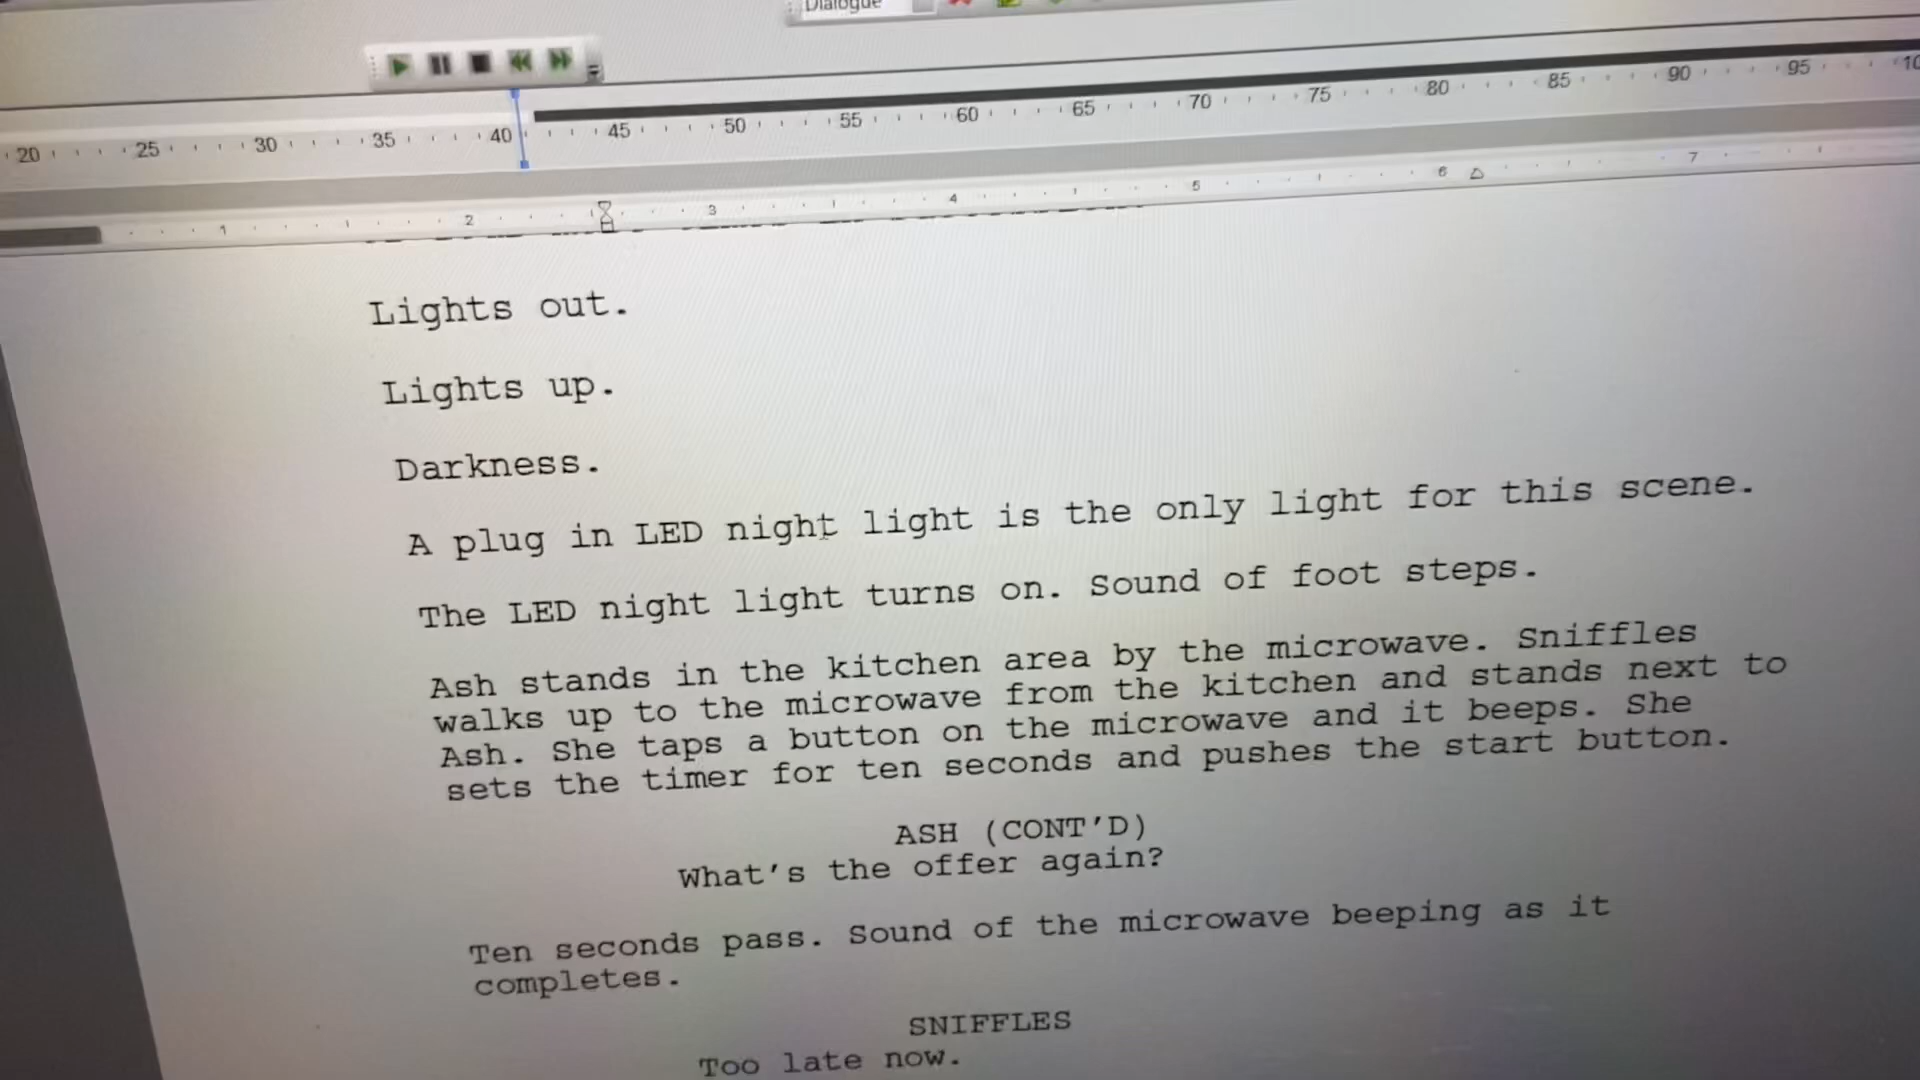 Dialogue
20 25 30 35 40 45 50 55 60 65 70 75 80 85 90 95
1 2 3 4 5 6 7
Lights out.
Lights up.
Darkness.
A plug in LED night light is the only light for this scene.
The LED night light turns on. Sound of foot steps.
Ash stands in the kitchen area by the microwave. Sniffles
walks up to the microwave from the kitchen and stands next to
Ash. She taps a button on the microwave and it beeps. She
sets the timer for ten seconds and pushes the start button.
ASH (CONT'D)
What's the offer again?
Ten seconds pass. Sound of the microwave beeping as it
completes.
SNIFFLES
Too late now.